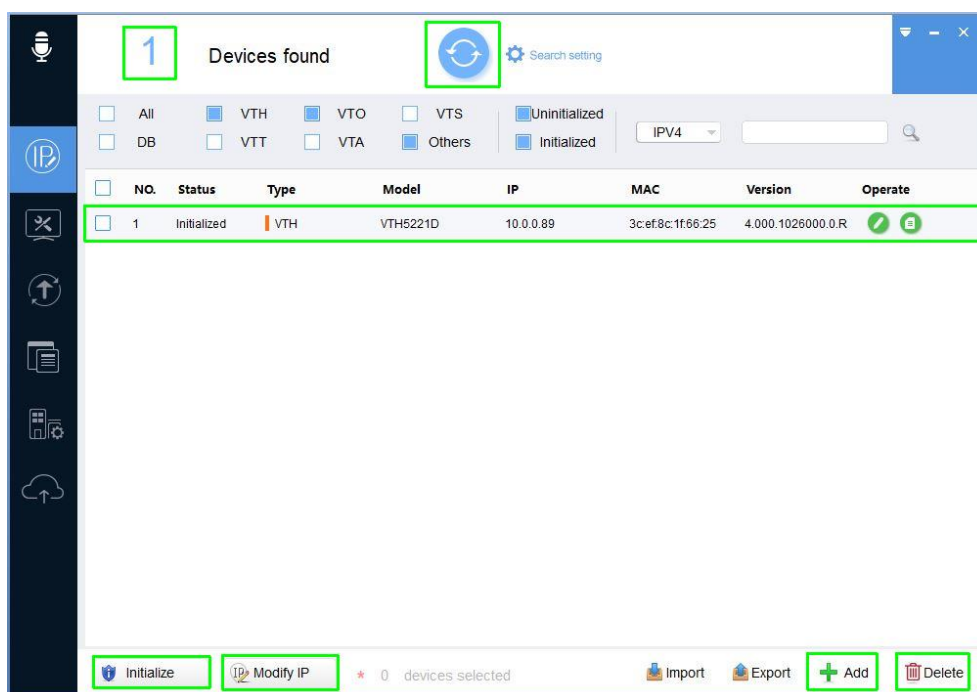 1 Devices found Search setting
All VTH VTO VTS Uninitialized
DB VTT VTA Others Initialized
IPV4
NO. Status Type Model IP MAC Version Operate
1 Initialized VTH VTH5221D 10.0.0.89 3c:ef:8c:1f:66:25 4.000.1026000.0.R
Initialize Modify IP * 0 devices selected Import Export Add Delete